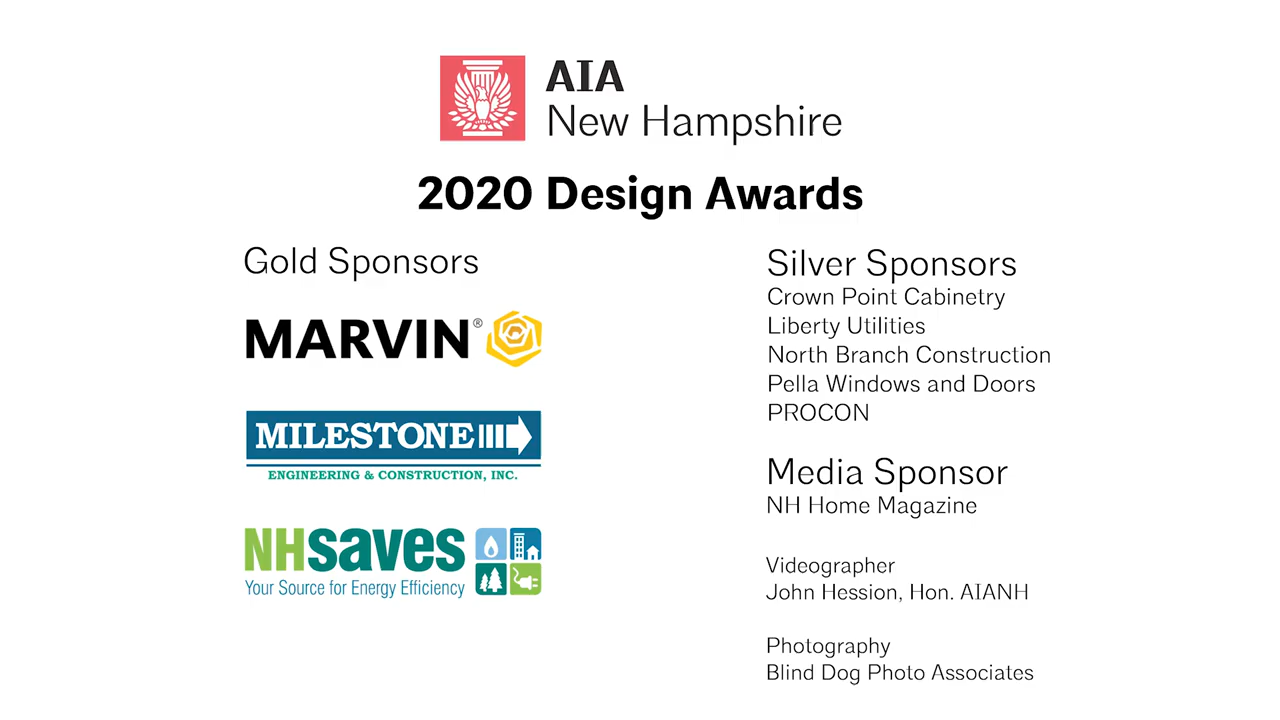 AIA
New Hampshire
2020 Design Awards
Gold Sponsors
MARVIN®
MILESTONE
ENGINEERING & CONSTRUCTION, INC.
NHsaves
Your Source for Energy Efficiency
Silver Sponsors
Crown Point Cabinetry
Liberty Utilities
North Branch Construction
Pella Windows and Doors
PROCON
Media Sponsor
NH Home Magazine
Videographer
John Hession, Hon. AIANH
Photography
Blind Dog Photo Associates